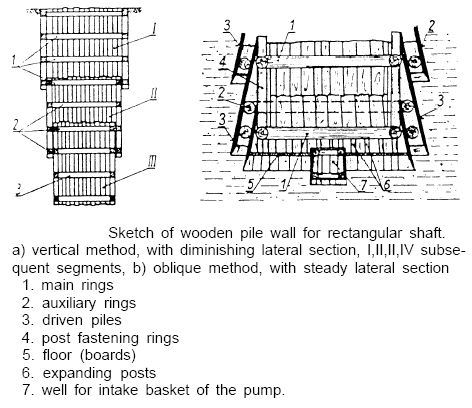 I
1
II
2
III
2
3
1
2
4
2
3
3
5
1
7
6
Sketch of wooden pile wall for rectangular shaft.
a) vertical method, with diminishing lateral section, I,II,II,IV subse-
quent segments, b) oblique method, with steady lateral section
1. main rings
2. auxiliary rings
3. driven piles
4. post fastening rings
5. floor (boards)
6. expanding posts
7. well for intake basket of the pump.